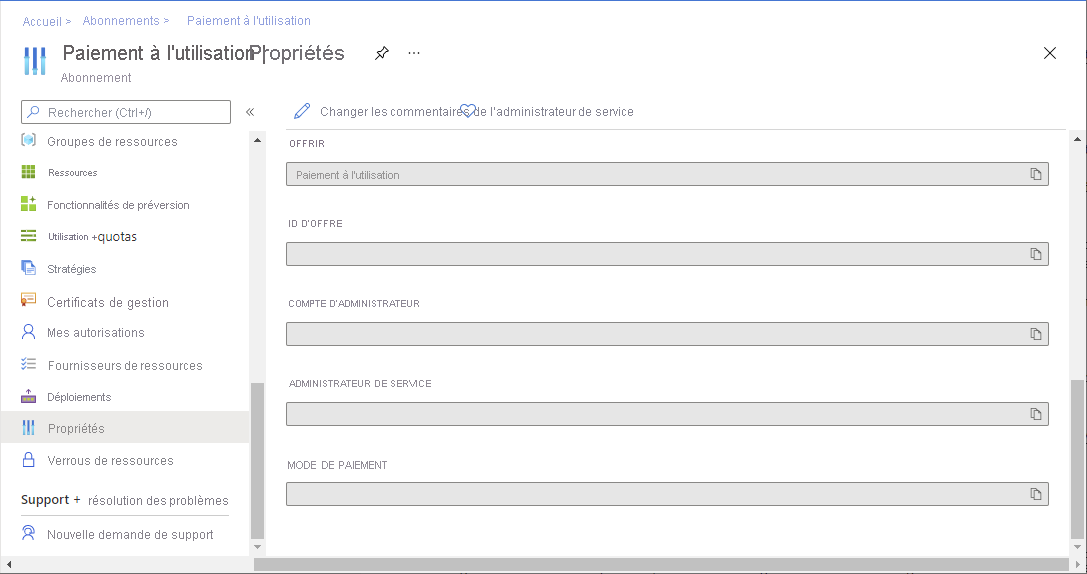 Accueil > Abonnements > Paiement à l'utilisation
Paiement à l'utilisation Propriétés ...
Abonnement
Rechercher (Ctrl+/) «
Groupes de ressources
Ressources
Fonctionnalités de préversion
Utilisation + quotas
Stratégies
Certificats de gestion
Mes autorisations
Fournisseurs de ressources
Déploiements
Propriétés
Verrous de ressources
Support + résolution des problèmes
Nouvelle demande de support
Changer les commentaires de l'administrateur de service
OFFRIR
Paiement à l'utilisation
ID D'OFFRE
COMPTE D'ADMINISTRATEUR
ADMINISTRATEUR DE SERVICE
MODE DE PAIEMENT